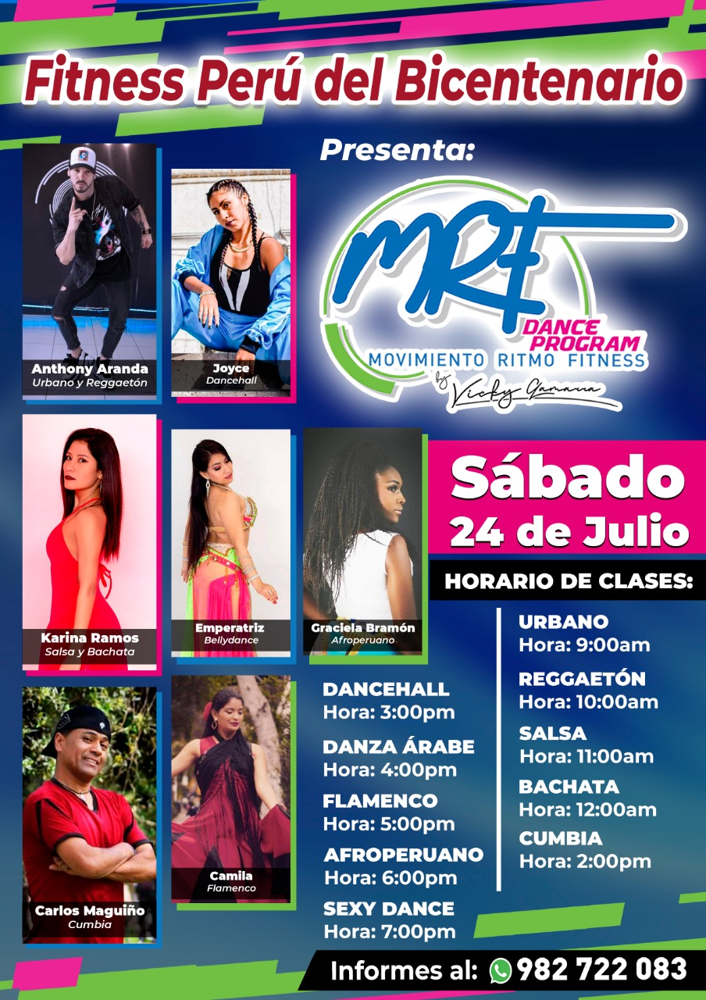 Fitness Perú del Bicentenario
Presenta:
MRF
DANCE
PROGRAM
MOVIMIENTO RITMO FITNESS
by Vicky Gamarra
Anthony Aranda
Urbano y Reggaetón
Joyce
Dancehall
Karina Ramos
Salsa y Bachata
Emperatriz
Bellydance
Graciela Bramón
Afroperuano
Carlos Maguiño
Cumbia
Camila
Flamenco
Sábado
24 de Julio
HORARIO DE CLASES:
URBANO
Hora: 9:00am
REGGAETÓN
Hora: 10:00am
SALSA
Hora: 11:00am
BACHATA
Hora: 12:00am
CUMBIA
Hora: 2:00pm
DANCEHALL
Hora: 3:00pm
DANZA ÁRABE
Hora: 4:00pm
FLAMENCO
Hora: 5:00pm
AFROPERUANO
Hora: 6:00pm
SEXY DANCE
Hora: 7:00pm
Informes al: 982 722 083